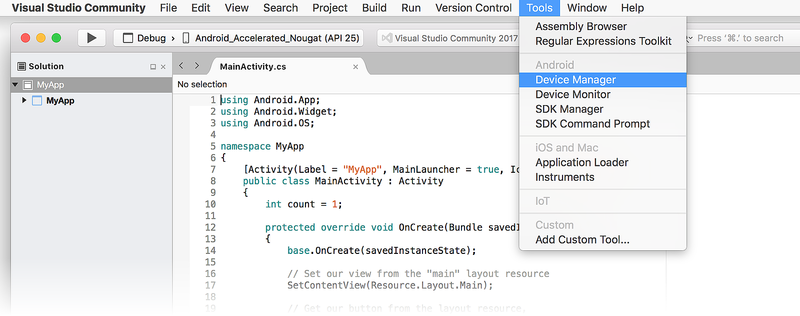 Visual Studio Community File Edit View Search Project Build Run Version Control Tools Window Help
Debug › Android_Accelerated_Nougat (API 25)
Visual Studio Community 2017
Press ‘⌘.’ to search
Assembly Browser
Regular Expressions Toolkit
Android
Device Manager
Device Monitor
SDK Manager
SDK Command Prompt
iOS and Mac
Application Loader
Instruments
IoT
Custom
Add Custom Tool...
Solution
MyApp
MyApp
MainActivity.cs
No selection
1 using Android.App;
2 using Android.Widget;
3 using Android.OS;
4
5 namespace MyApp
6 {
7 [Activity(Label = "MyApp", MainLauncher = true, Ic
8 public class MainActivity : Activity
9 {
10 int count = 1;
11
12 protected override void OnCreate(Bundle savedI
13 {
14 base.OnCreate(savedInstanceState);
15
16 // Set our view from the "main" layout resource
17 SetContentView(Resource.Layout.Main);
18
19 // Get our button from the layout resource,